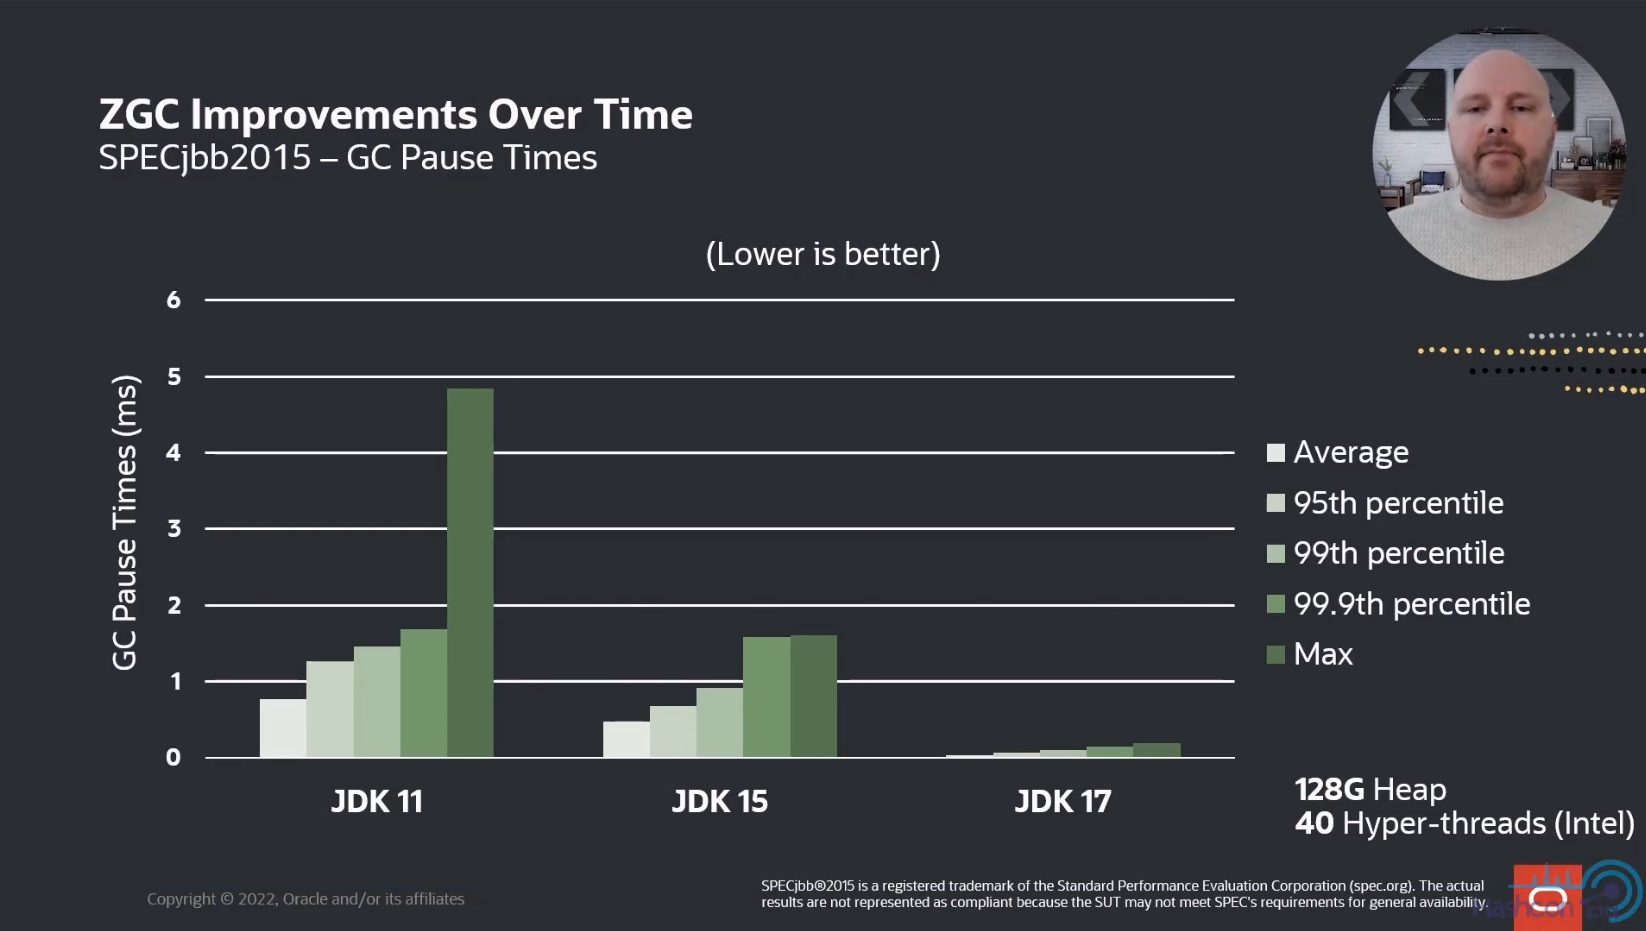 ZGC Improvements Over Time
SPECjbb2015 – GC Pause Times
(Lower is better)
GC Pause Times (ms)
6
5
4
3
2
1
0
JDK 11
JDK 15
JDK 17
Average
95th percentile
99th percentile
99.9th percentile
Max
128G Heap
40 Hyper-threads (Intel)
Copyright © 2022, Oracle and/or its affiliates
SPECjbb®2015 is a registered trademark of the Standard Performance Evaluation Corporation (spec.org). The actual
results are not represented as compliant because the SUT may not meet SPEC's requirements for general availability.